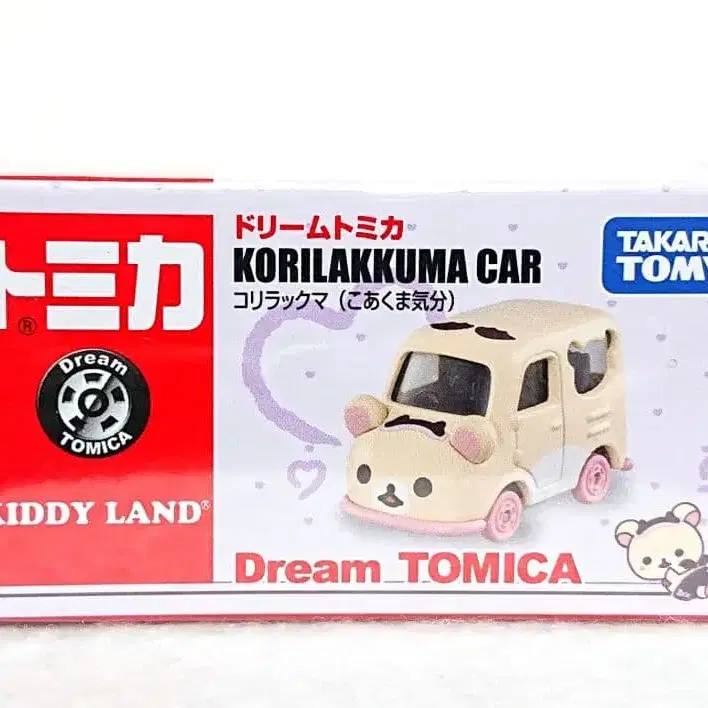 トミカ®
Dream
TOMICA
KIDDY LAND®
ドリームトミカ
KORILAKKUMA CAR
コリラックマ（こあくま気分）
TAKARA
TOMY
Dream TOMICA